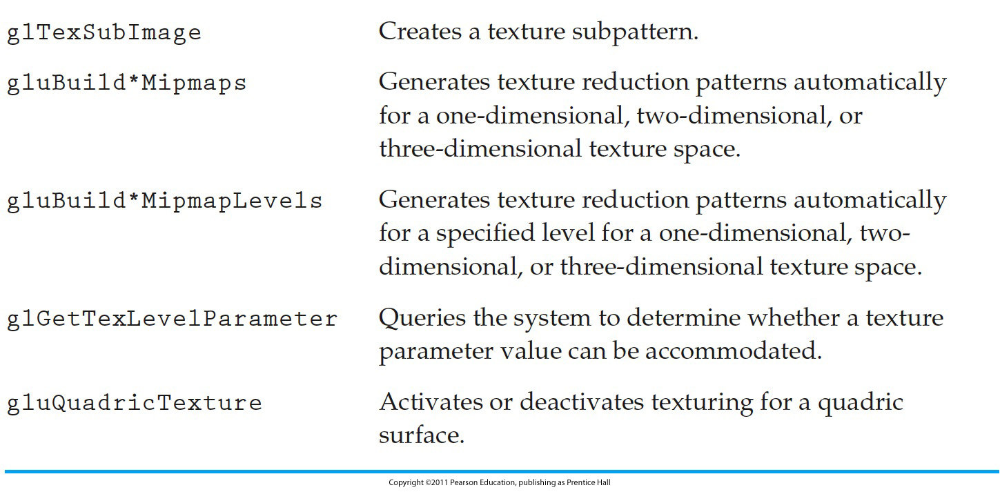 glTexSubImage Creates a texture subpattern.
gluBuild*Mipmaps Generates texture reduction patterns automatically
for a one-dimensional, two-dimensional, or
three-dimensional texture space.
gluBuild*MipmapLevels Generates texture reduction patterns automatically
for a specified level for a one-dimensional, two-
dimensional, or three-dimensional texture space.
glGetTexLevelParameter Queries the system to determine whether a texture
parameter value can be accommodated.
gluQuadricTexture Activates or deactivates texturing for a quadric
surface.
Copyright ©2011 Pearson Education, publishing as Prentice Hall